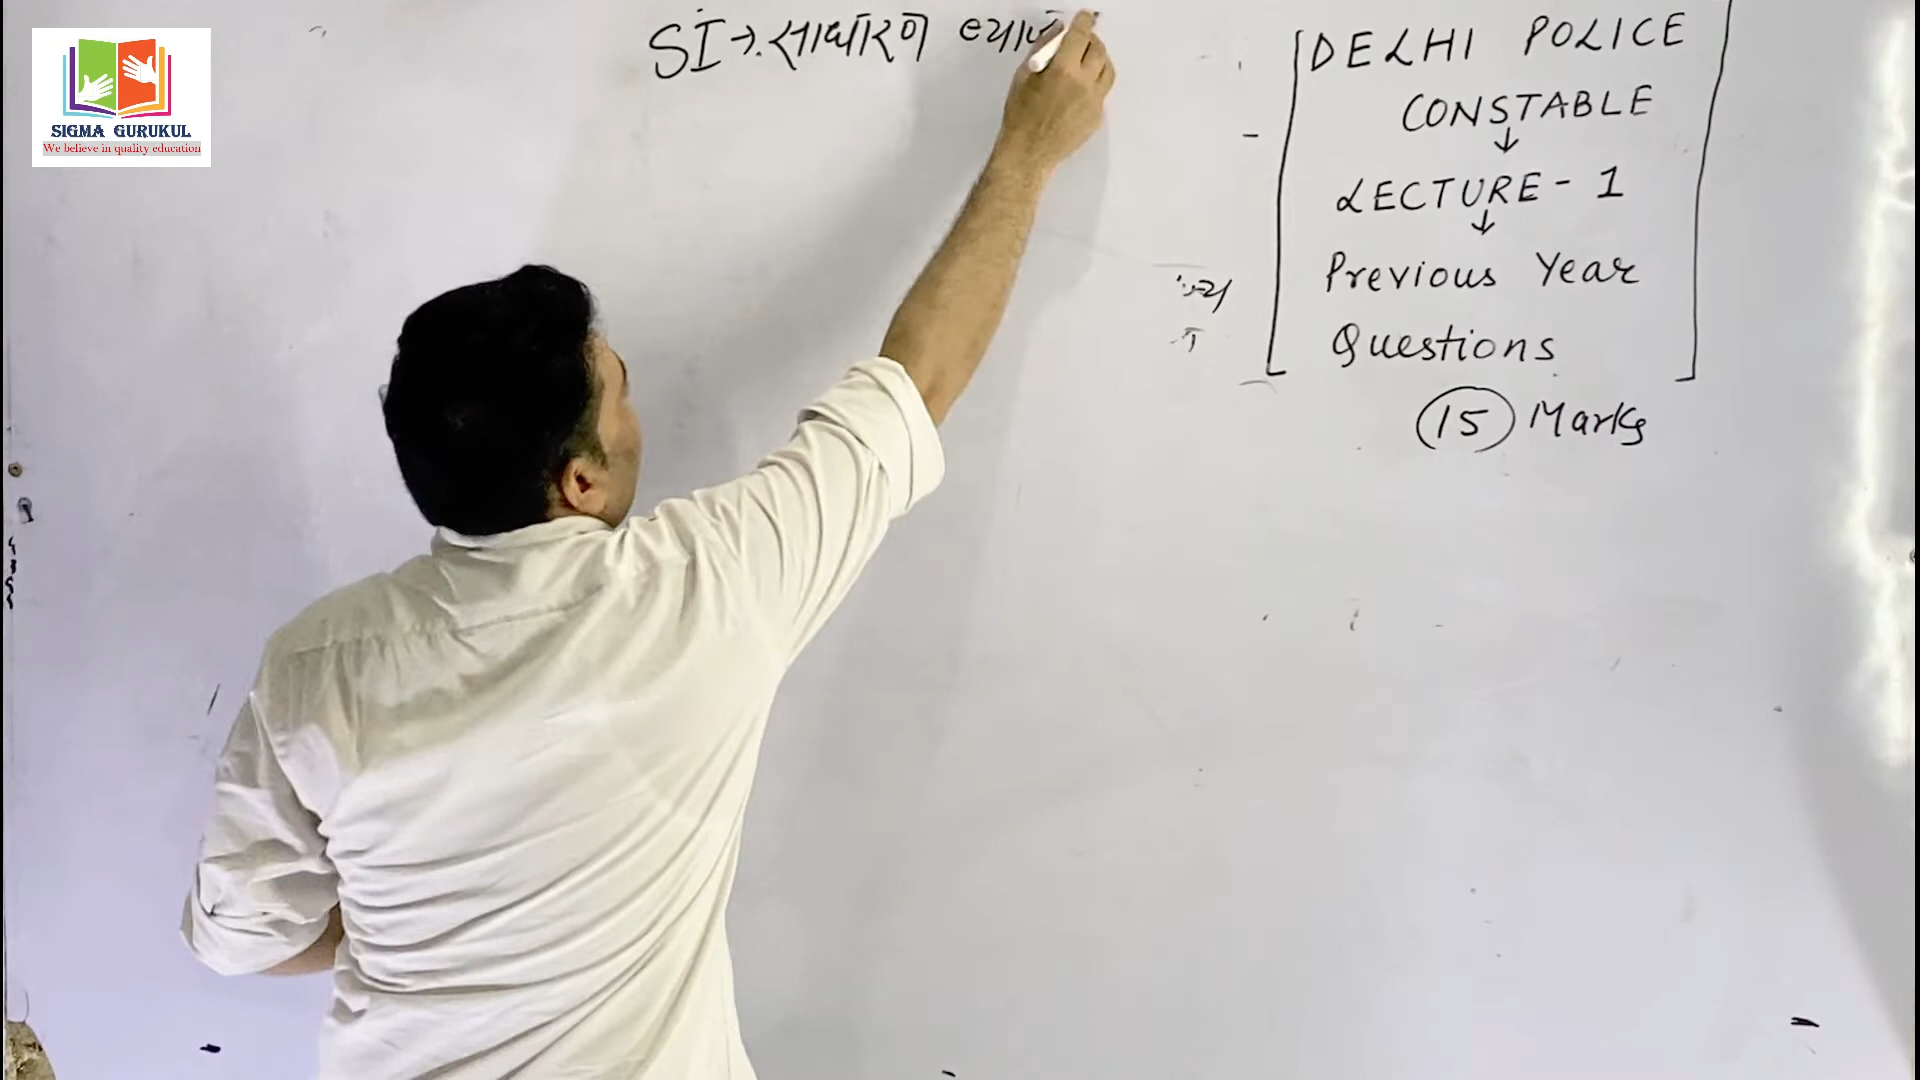 SIGMA GURUKUL
We believe in quality education
SI → साधारण
DELHI POLICE
CONSTABLE
↓
LECTURE - 1
↓
Previous Year
Questions
15 Marks